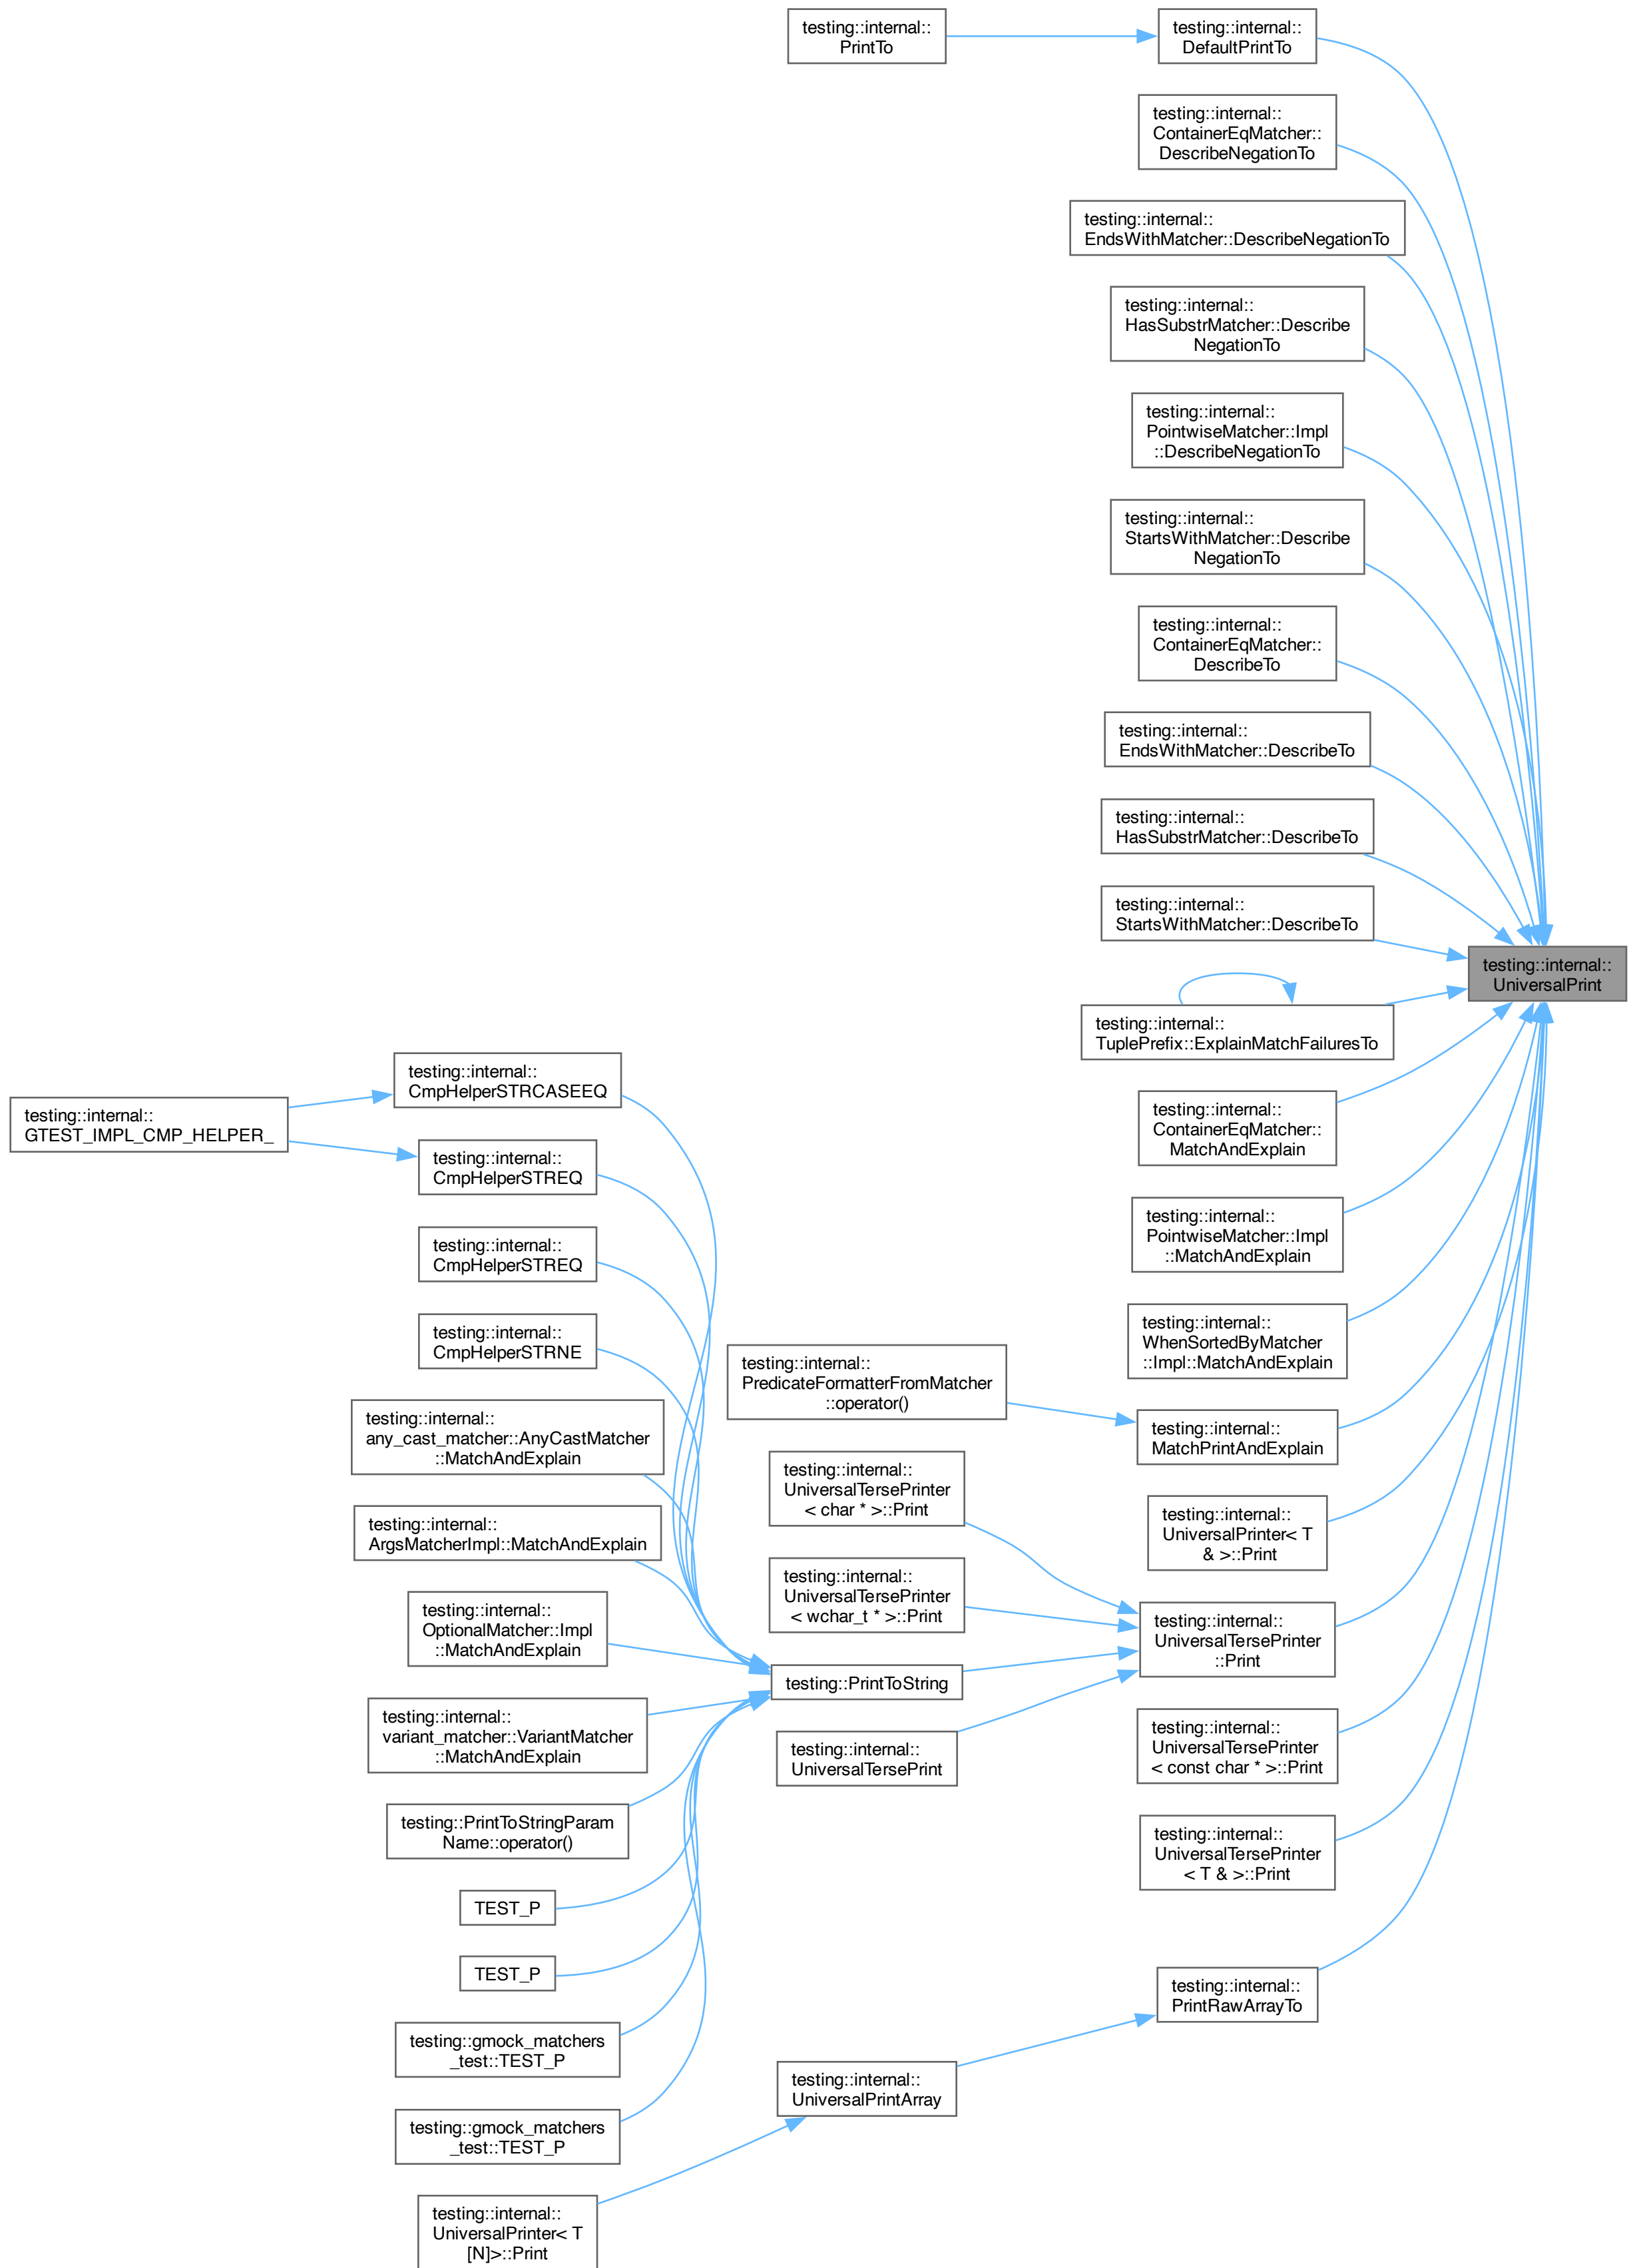 testing::internal::
PrintTo
testing::internal::
DefaultPrintTo
testing::internal::
ContainerEqMatcher::
DescribeNegationTo
testing::internal::
EndsWithMatcher::DescribeNegationTo
testing::internal::
HasSubstrMatcher::Describe
NegationTo
testing::internal::
PointwiseMatcher::Impl
::DescribeNegationTo
testing::internal::
StartsWithMatcher::Describe
NegationTo
testing::internal::
ContainerEqMatcher::
DescribeTo
testing::internal::
EndsWithMatcher::DescribeTo
testing::internal::
HasSubstrMatcher::DescribeTo
testing::internal::
StartsWithMatcher::DescribeTo
testing::internal::
UniversalPrint
testing::internal::
TuplePrefix::ExplainMatchFailuresTo
testing::internal::
ContainerEqMatcher::
MatchAndExplain
testing::internal::
PointwiseMatcher::Impl
::MatchAndExplain
testing::internal::
WhenSortedByMatcher
::Impl::MatchAndExplain
testing::internal::
MatchPrintAndExplain
testing::internal::
UniversalPrinter< T
& >::Print
testing::internal::
UniversalTersePrinter
::Print
testing::internal::
UniversalTersePrinter
< const char * >::Print
testing::internal::
UniversalTersePrinter
< T & >::Print
testing::internal::
PrintRawArrayTo
testing::internal::
PredicateFormatterFromMatcher
::operator()
testing::internal::
UniversalTersePrinter
< char * >::Print
testing::internal::
UniversalTersePrinter
< wchar_t * >::Print
testing::PrintToString
testing::internal::
UniversalTersePrint
testing::internal::
UniversalPrintArray
testing::internal::
CmpHelperSTRCASEEQ
testing::internal::
GTEST_IMPL_CMP_HELPER_
testing::internal::
CmpHelperSTREQ
testing::internal::
CmpHelperSTREQ
testing::internal::
CmpHelperSTRNE
testing::internal::
any_cast_matcher::AnyCastMatcher
::MatchAndExplain
testing::internal::
ArgsMatcherImpl::MatchAndExplain
testing::internal::
OptionalMatcher::Impl
::MatchAndExplain
testing::internal::
variant_matcher::VariantMatcher
::MatchAndExplain
testing::PrintToStringParam
Name::operator()
TEST_P
TEST_P
testing::gmock_matchers
_test::TEST_P
testing::gmock_matchers
_test::TEST_P
testing::internal::
UniversalPrinter< T
[N]>::Print